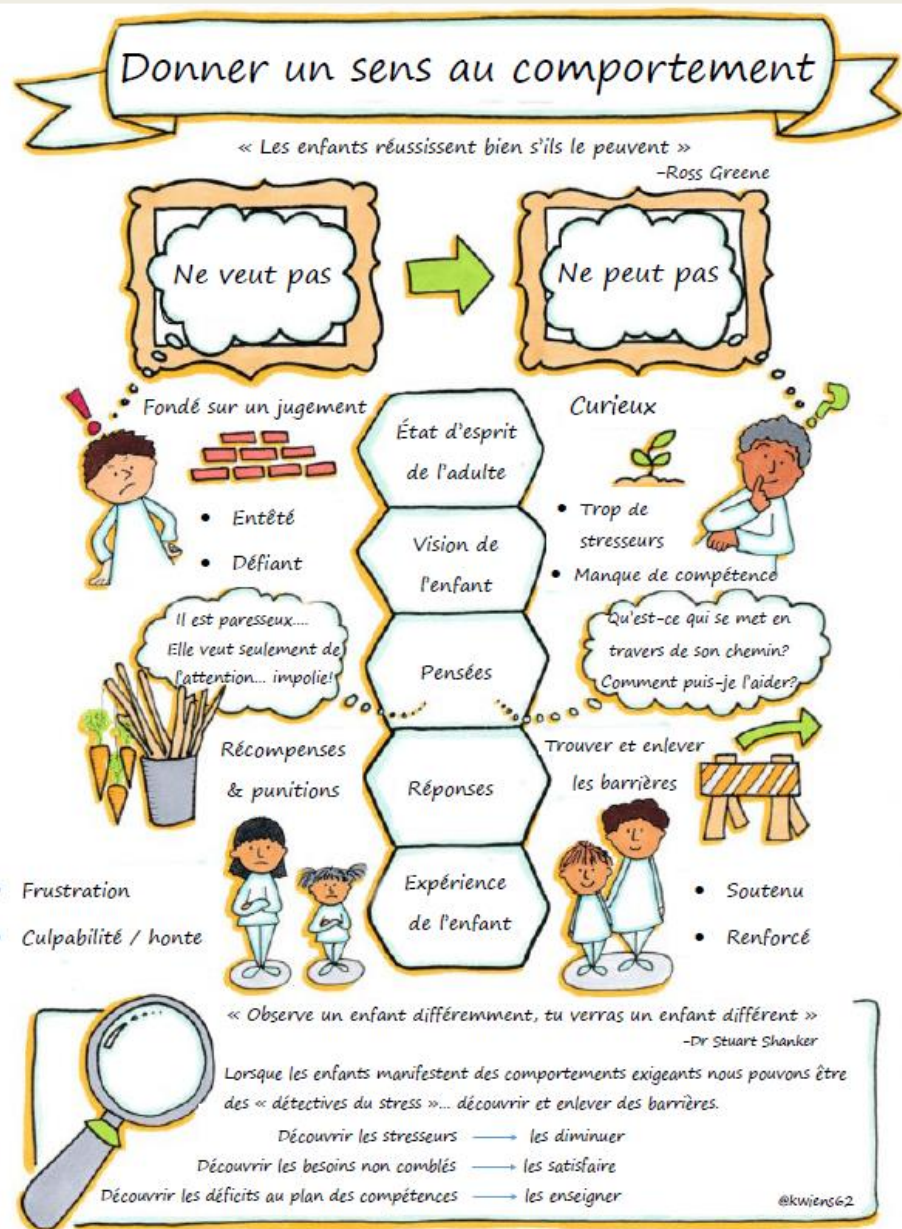 Donner un sens au comportement
« Les enfants réussissent bien s'ils le peuvent »
-Ross Greene
Ne veut pas
Ne peut pas
Fondé sur un jugement
État d'esprit
de l'adulte
Curieux
• Entêté
• Défiant
Vision de
l'enfant
• Trop de
stresseurs
• Manque de compétence
Il est paresseux....
Elle veut seulement de
l'attention... impolie!
Pensées
Qu'est-ce qui se met en
travers de son chemin?
Comment puis-je l'aider?
Récompenses
& punitions
Réponses
Trouver et enlever
les barrières
Frustration
Culpabilité / honte
Expérience
de l'enfant
• Soutenu
• Renforcé
« Observe un enfant différemment, tu verras un enfant différent »
-Dr Stuart Shanker
Lorsque les enfants manifestent des comportements exigeants nous pouvons être
des « détectives du stress »... découvrir et enlever des barrières.
Découvrir les stresseurs → les diminuer
Découvrir les besoins non comblés → les satisfaire
Découvrir les déficits au plan des compétences → les enseigner
@kwiens62